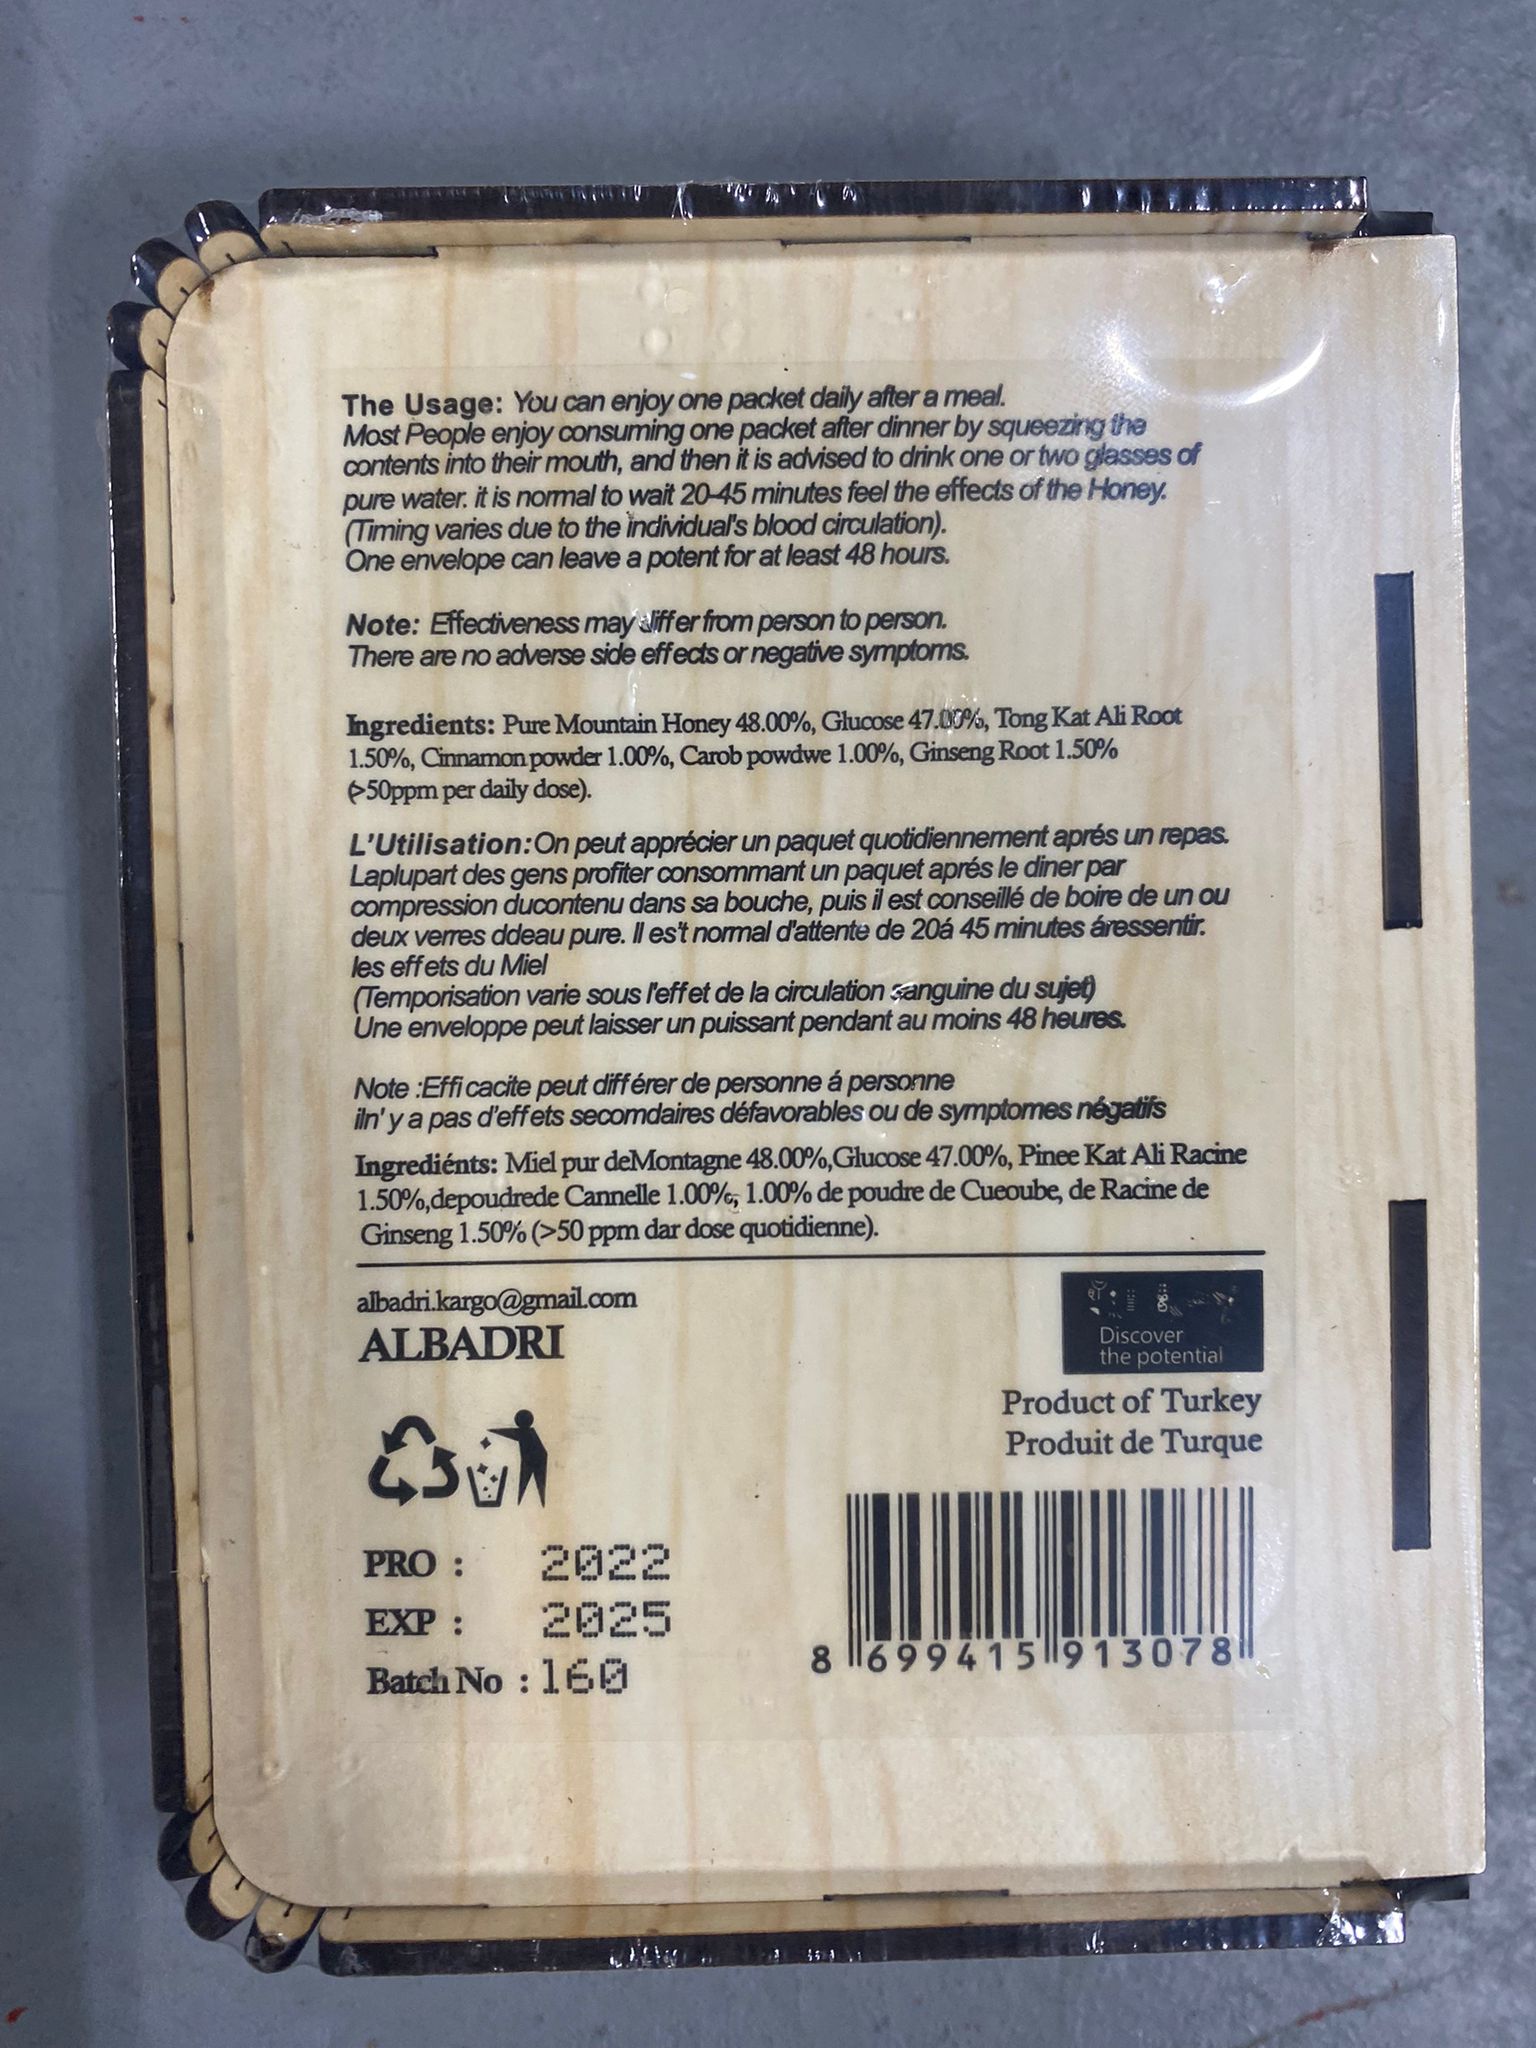 The Usage: You can enjoy one packet daily after a meal.
Most People enjoy consuming one packet after dinner by squeezing the
contents into their mouth, and then it is advised to drink one or two glasses of
pure water. it is normal to wait 20-45 minutes feel the effects of the Honey.
(Timing varies due to the individual's blood circulation).
One envelope can leave a potent for at least 48 hours.
Note: Effectiveness may differ from person to person.
There are no adverse side effects or negative symptoms.
Ingredients: Pure Mountain Honey 48.00%, Glucose 47.00%, Tong Kat Ali Root
1.50%, Cinnamon powder 1.00%, Carob powdwe 1.00%, Ginseng Root 1.50%
(>50ppm per daily dose).
L'Utilisation:On peut apprécier un paquet quotidiennement aprés un repas.
Laplupart des gens profiter consommant un paquet aprés le diner par
compression ducontenu dans sa bouche, puis il est conseillé de boire de un ou
deux verres ddeau pure. Il es't normal d'attente de 20á 45 minutes áressentir.
les effets du Miel
(Temporisation varie sous l'effet de la circulation sanguine du sujet)
Une enveloppe peut laisser un puissant pendant au moins 48 heures.
Note :Effi cacite peut différer de personne á personne
iln' y a pas d'effets secomdaires défavorables ou de symptomes négatifs
Ingrediénts: Miel pur deMontagne 48.00%,Glucose 47.00%, Pinee Kat Ali Racine
1.50%,depoudrede Cannelle 1.00%, 1.00% de poudre de Cueoube, de Racine de
Ginseng 1.50% (>50 ppm dar dose quotidienne).
albadri.kargo@gmail.com
ALBADRI
Discover
the potential
Product of Turkey
Produit de Turque
PRO : 2022
EXP : 2025
Batch No : 160
8 699415 913078